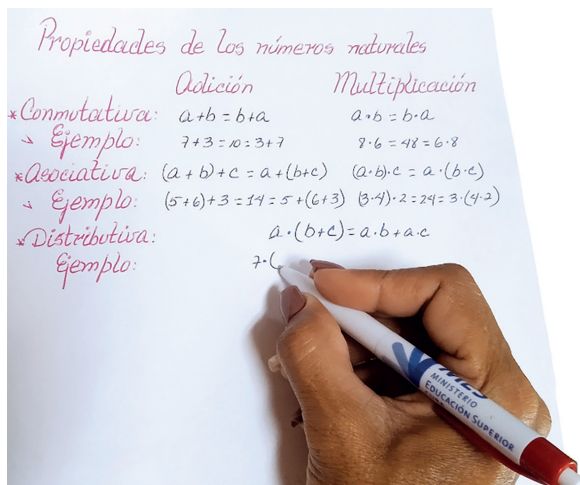 Propiedades de los números naturales
Adición Multiplicación
* Conmutativa: a+b = b+a a·b = b·a
→ Ejemplo: 7+3=10=3+7 8·6=48=6·8
* Asociativa: (a+b)+c = a+(b+c) (a·b)·c = a·(b·c)
→ Ejemplo: (5+6)+3=14=5+(6+3) (3·4)·2=24=3·(4·2)
* Distributiva: a·(b+c)=a·b+a·c
Ejemplo: 7·(
MES
MINISTERIO
EDUCACIÓN SUPERIOR